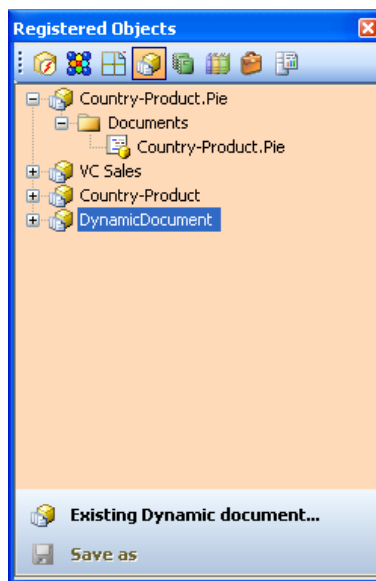 Registered Objects
Country-Product.Pie
Documents
Country-Product.Pie
VC Sales
Country-Product
DynamicDocument
Existing Dynamic document...
Save as